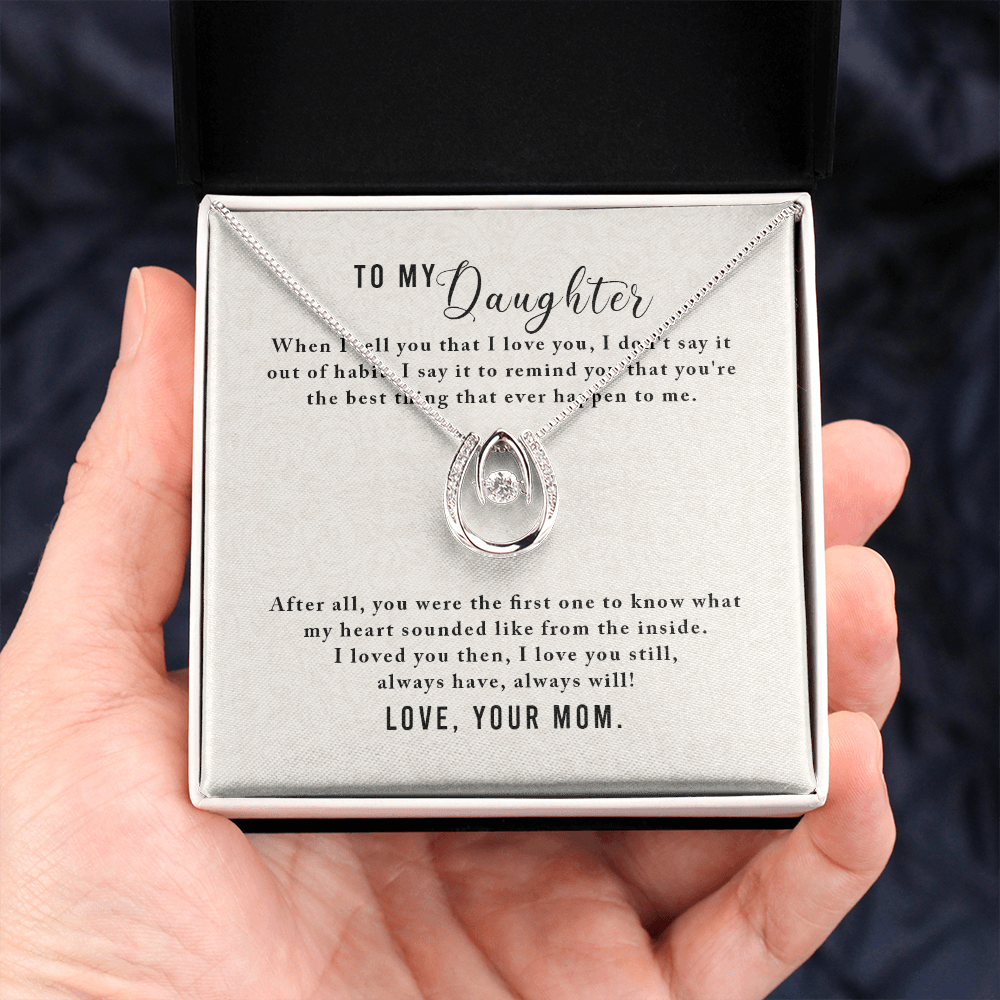 TO MY Daughter
When I tell you that I love you, I don't say it
out of habit. I say it to remind you that you're
the best thing that ever happen to me.
After all, you were the first one to know what
my heart sounded like from the inside.
I loved you then, I love you still,
always have, always will!
LOVE, YOUR MOM.